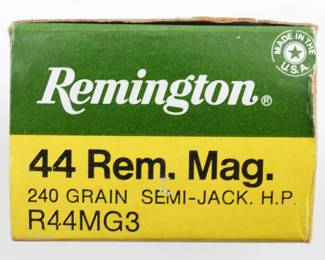 MADE IN THE
U.S.A.
Remington®
44 Rem. Mag.
240 GRAIN SEMI-JACK. H.P.
R44MG3